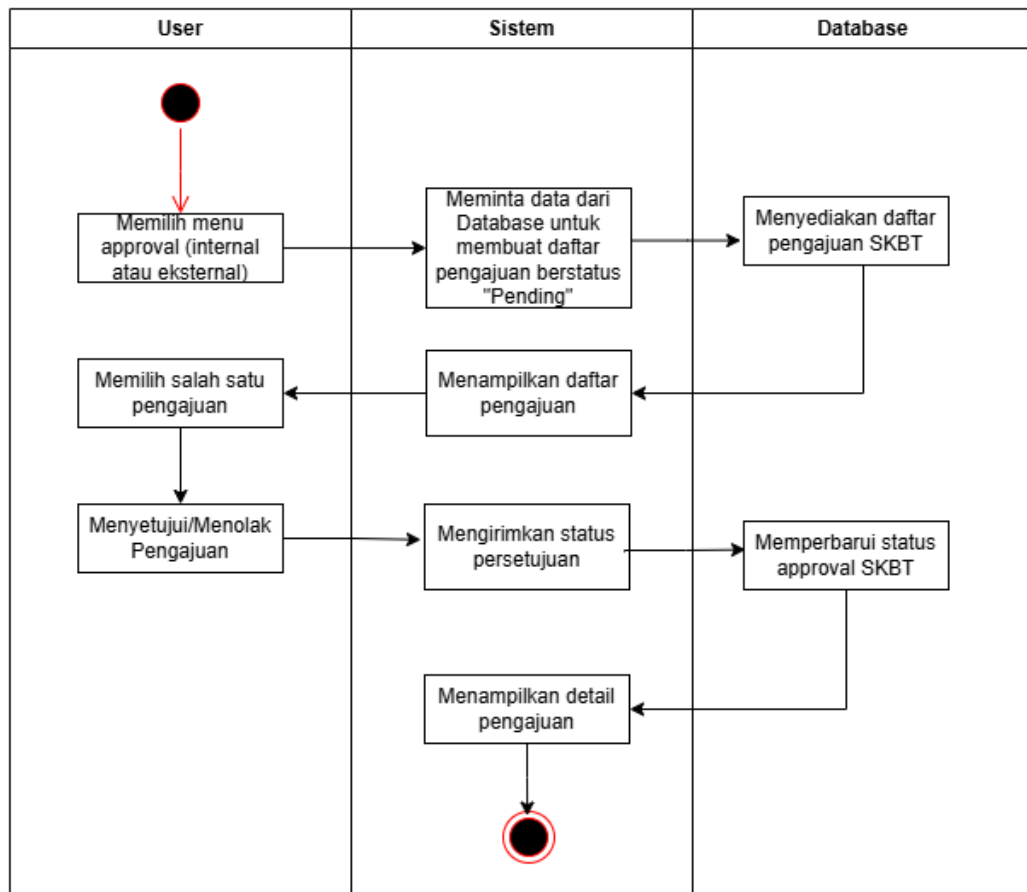 User
Sistem
Database
Memilih menu
approval (internal
atau eksternal)
Meminta data dari
Database untuk
membuat daftar
pengajuan berstatus
"Pending"
Menyediakan daftar
pengajuan SKBT
Memilih salah satu
pengajuan
Menampilkan daftar
pengajuan
Menyetujui/Menolak
Pengajuan
Mengirimkan status
persetujuan
Memperbarui status
approval SKBT
Menampilkan detail
pengajuan